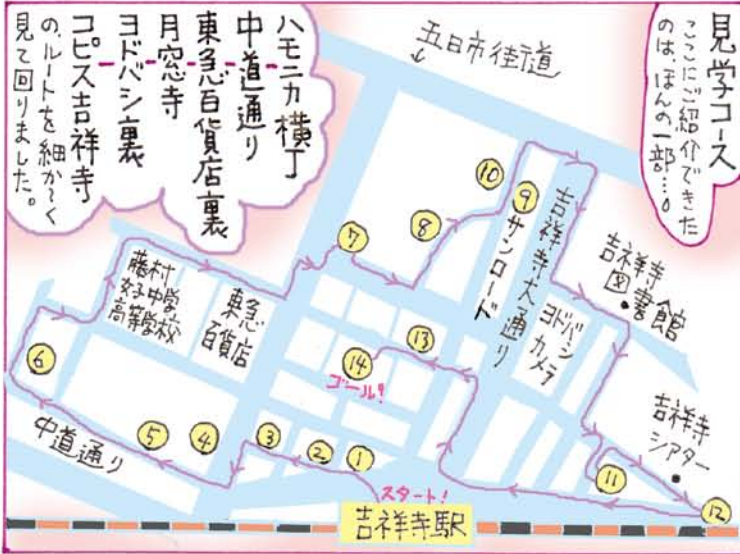 見学コース
ここにご紹介できた
のは、ほんの一部…。
ハモニカ横丁
中道通り
東急百貨店裏
月窓寺
ヨドバシ裏
コピス吉祥寺
の、ルートを細か〜く
見て回りました。
五日市街道
⑩
⑨
吉祥寺大通り
サンロード
⑧
⑦
吉祥寺
図書館
ヨドバシ
カメラ
藤村
女子中学
高等学校
東急
百貨店
⑬
⑭
ゴール!
⑥
吉祥寺
シアター
中道通り
⑤
④
③
②
①
⑪
⑫
スタート!
吉祥寺駅